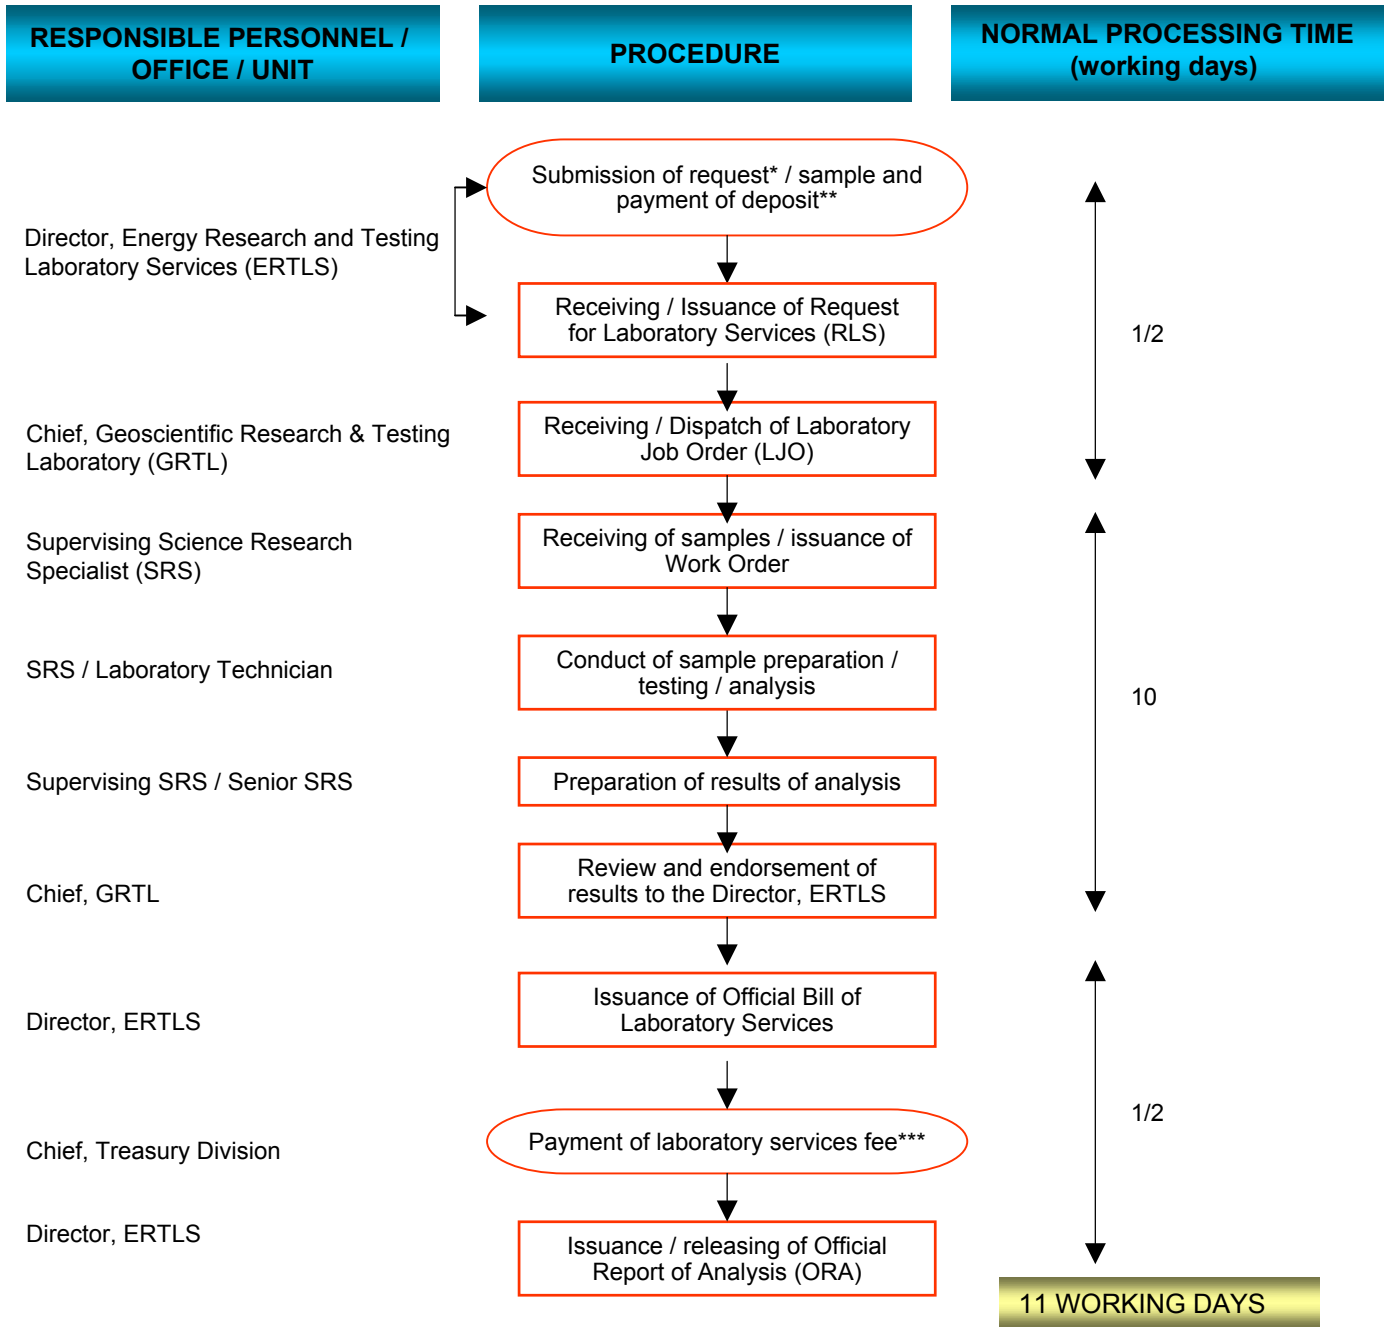 RESPONSIBLE PERSONNEL /
OFFICE / UNIT
PROCEDURE
NORMAL PROCESSING TIME
(working days)
Submission of request* / sample and
payment of deposit**
Director, Energy Research and Testing
Laboratory Services (ERTLS)
Receiving / Issuance of Request
for Laboratory Services (RLS)
1/2
Chief, Geoscientific Research & Testing
Laboratory (GRTL)
Receiving / Dispatch of Laboratory
Job Order (LJO)
Supervising Science Research
Specialist (SRS)
Receiving of samples / issuance of
Work Order
SRS / Laboratory Technician
Conduct of sample preparation /
testing / analysis
10
Supervising SRS / Senior SRS
Preparation of results of analysis
Chief, GRTL
Review and endorsement of
results to the Director, ERTLS
Director, ERTLS
Issuance of Official Bill of
Laboratory Services
1/2
Chief, Treasury Division
Payment of laboratory services fee***
Director, ERTLS
Issuance / releasing of Official
Report of Analysis (ORA)
11 WORKING DAYS